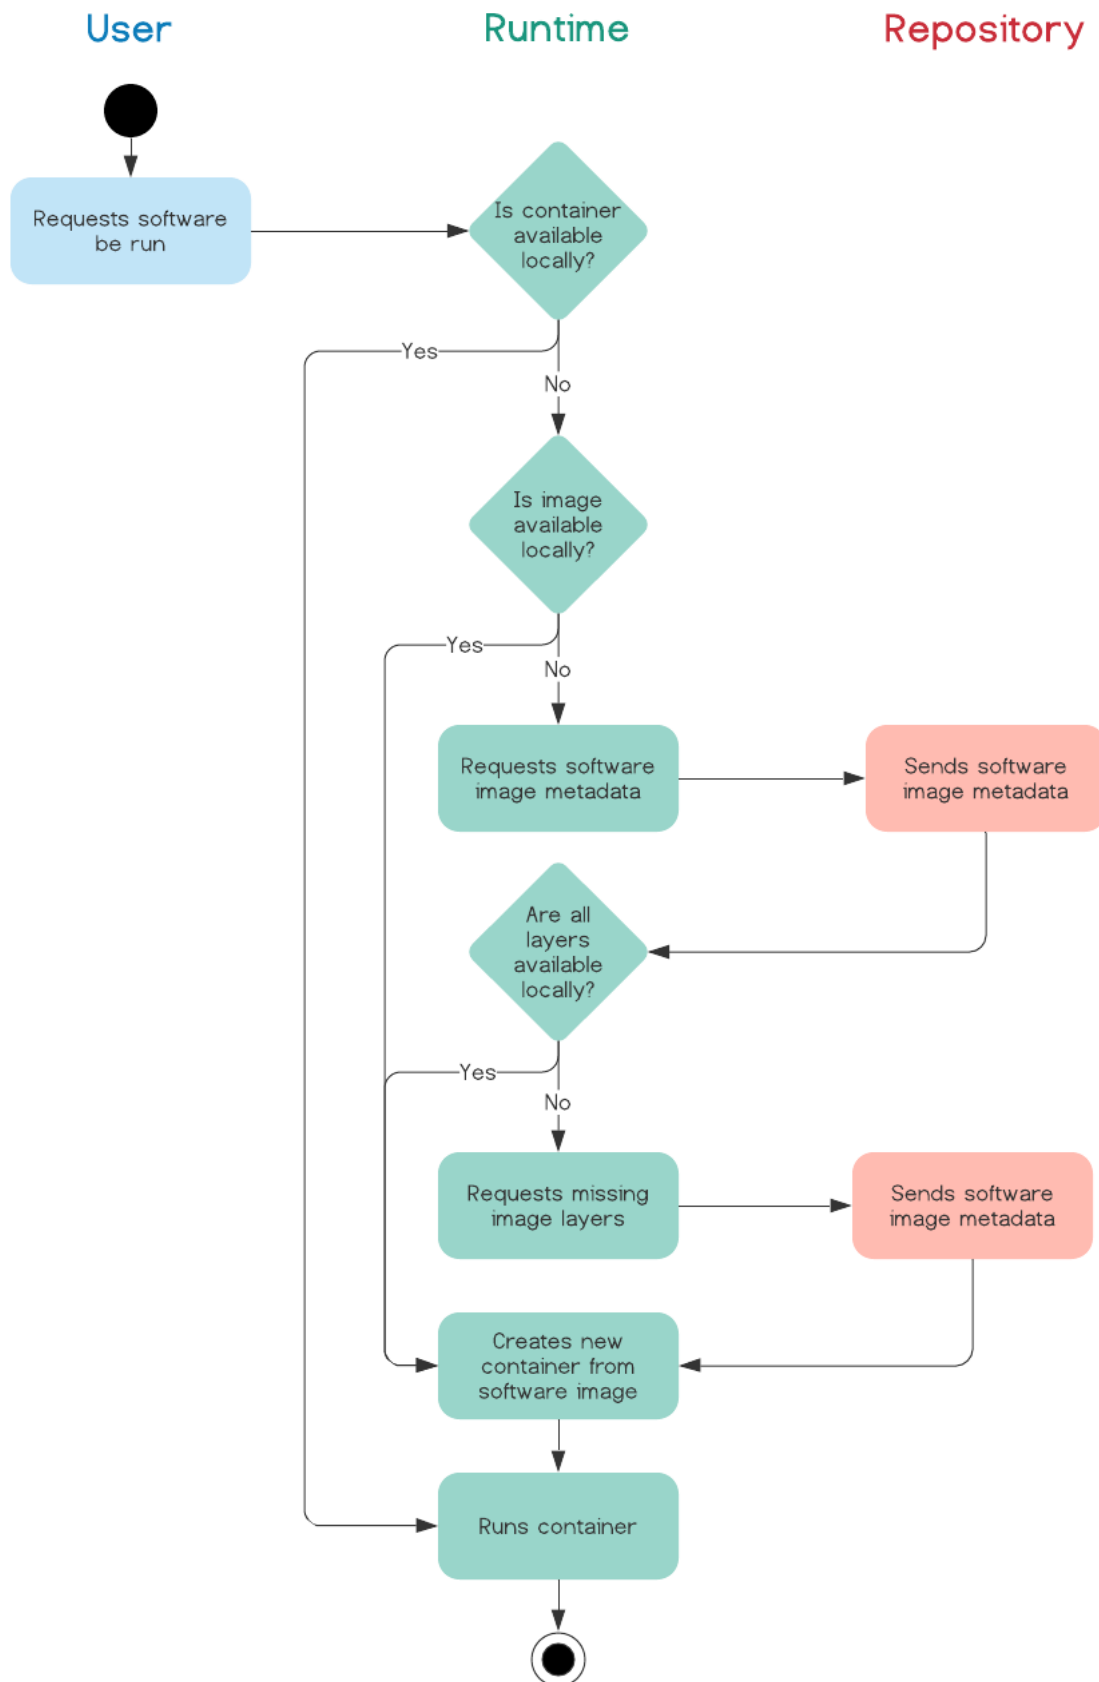 User
Runtime
Repository
Requests software
be run
Is container
available
locally?
Yes
No
Is image
available
locally?
Yes
No
Requests software
image metadata
Sends software
image metadata
Are all
layers
available
locally?
Yes
No
Requests missing
image layers
Sends software
image metadata
Creates new
container from
software image
Runs container